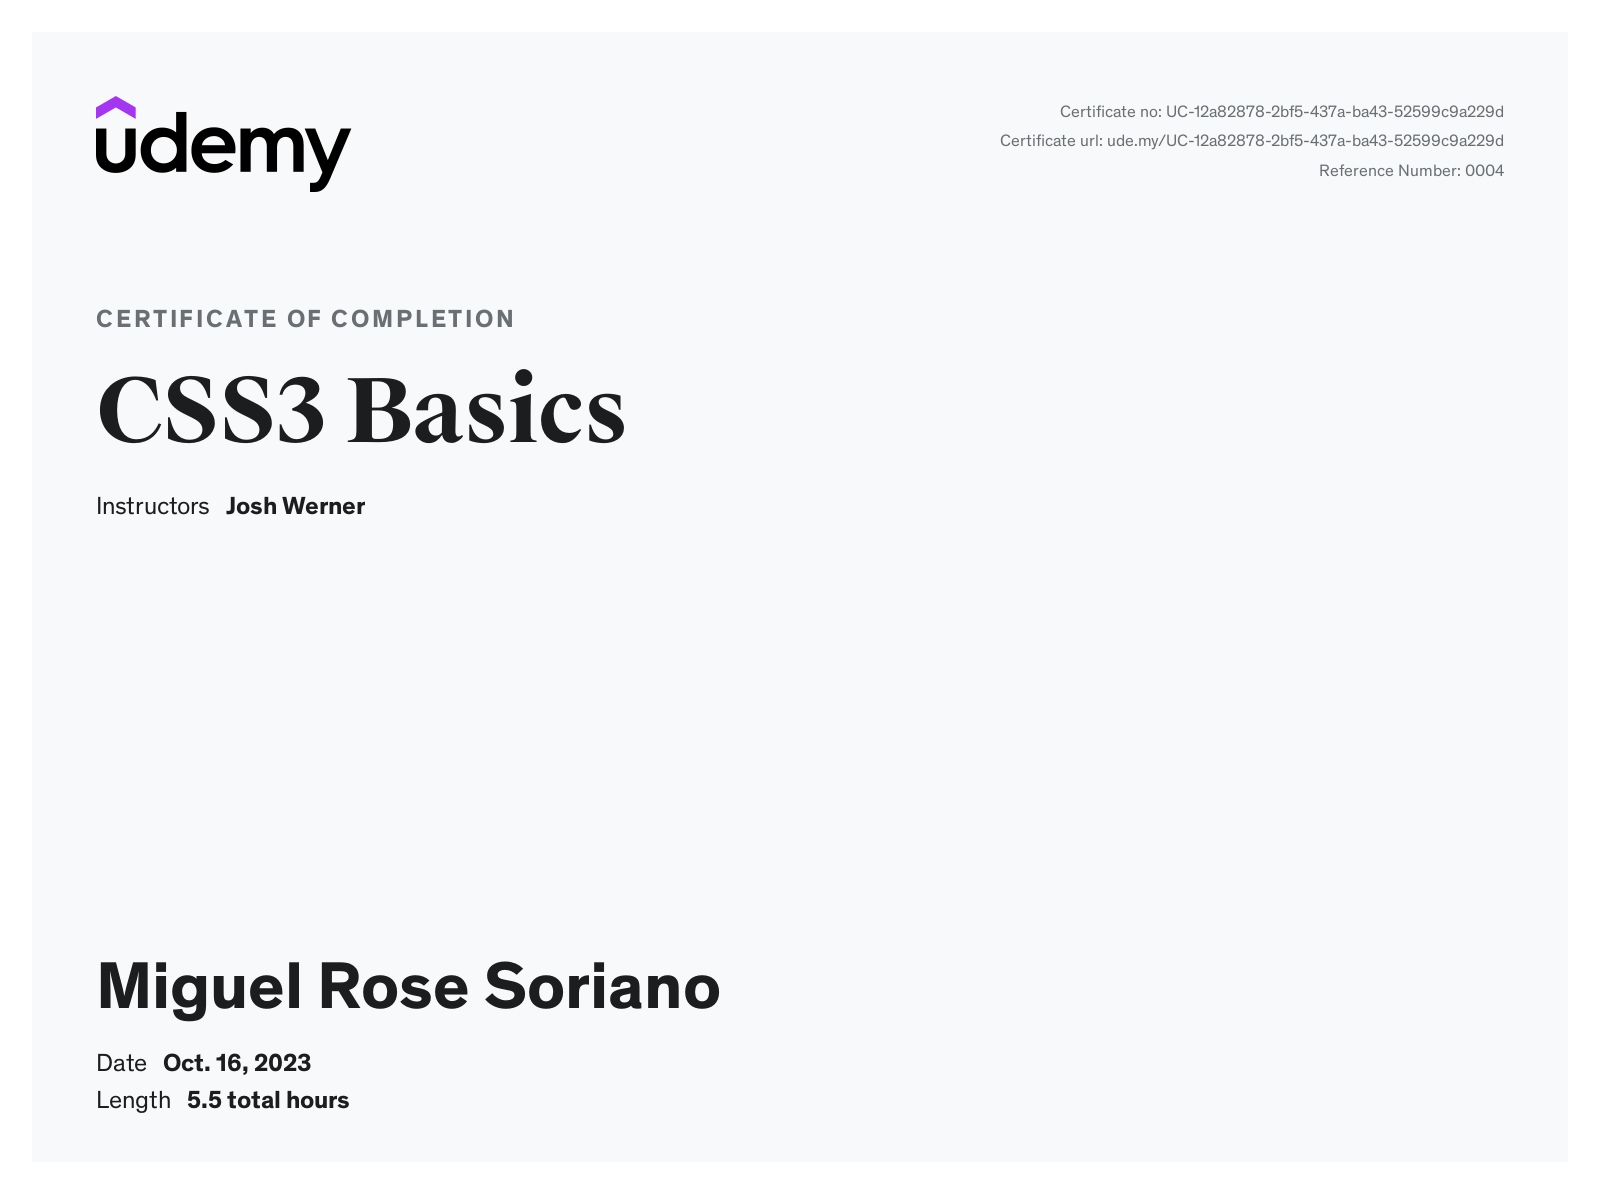 udemy
Certificate no: UC-12a82878-2bf5-437a-ba43-52599c9a229d
Certificate url: ude.my/UC-12a82878-2bf5-437a-ba43-52599c9a229d
Reference Number: 0004
CERTIFICATE OF COMPLETION
CSS3 Basics
Instructors Josh Werner
Miguel Rose Soriano
Date Oct. 16, 2023
Length 5.5 total hours